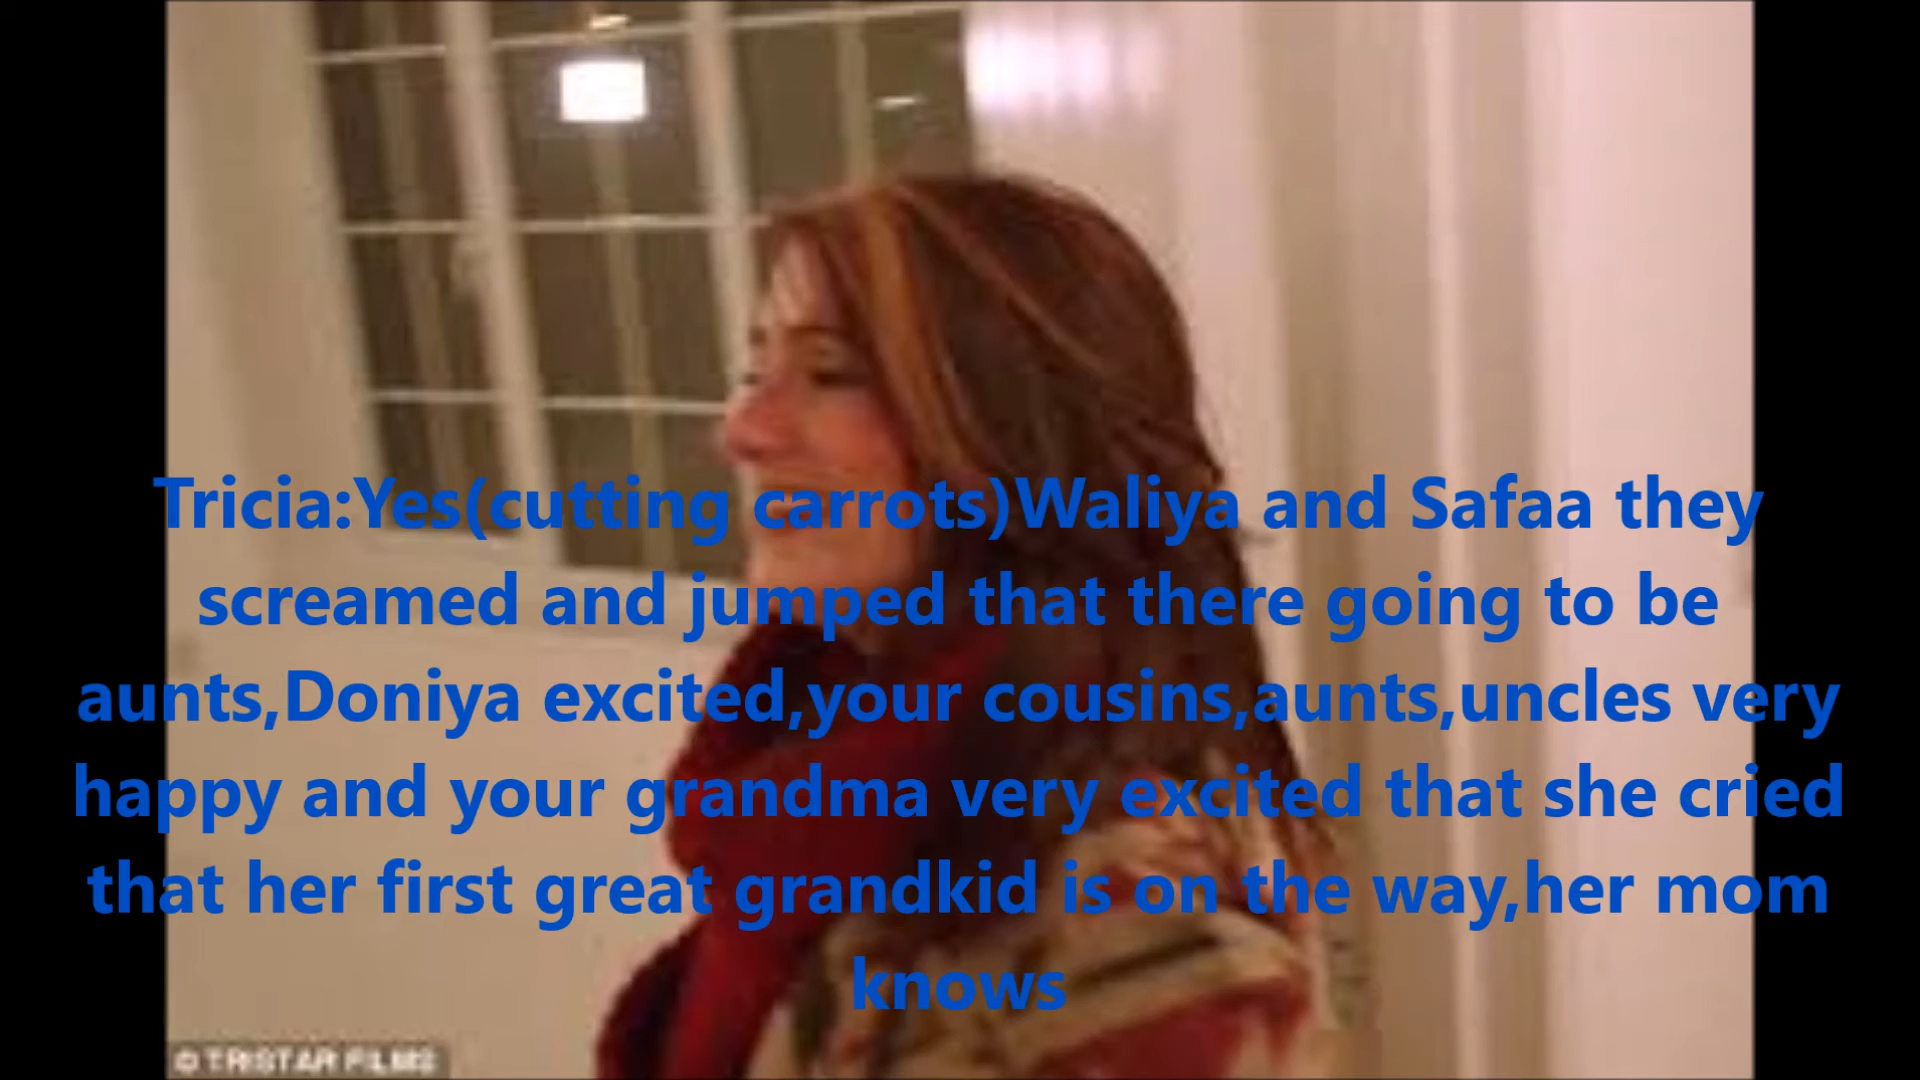 Tricia:Yes(cutting carrots)Waliya and Safaa they
screamed and jumped that there going to be
aunts,Doniya excited,your cousins,aunts,uncles very
happy and your grandma very excited that she cried
that her first great grandkid is on the way,her mom
knows
© TRISTAR FILMS